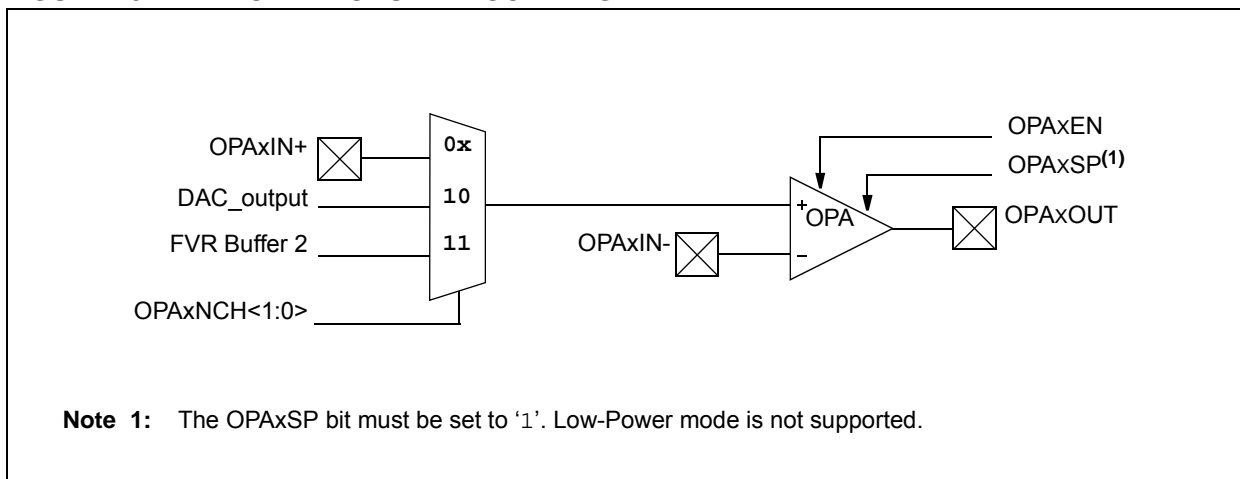 OPAxIN+
0x
DAC_output
10
FVR Buffer 2
11
OPAxNCH<1:0>
OPAxIN-
+
OPA
−
OPAxEN
OPAxSP(1)
OPAxOUT
Note 1: The OPAxSP bit must be set to ‘1’. Low-Power mode is not supported.